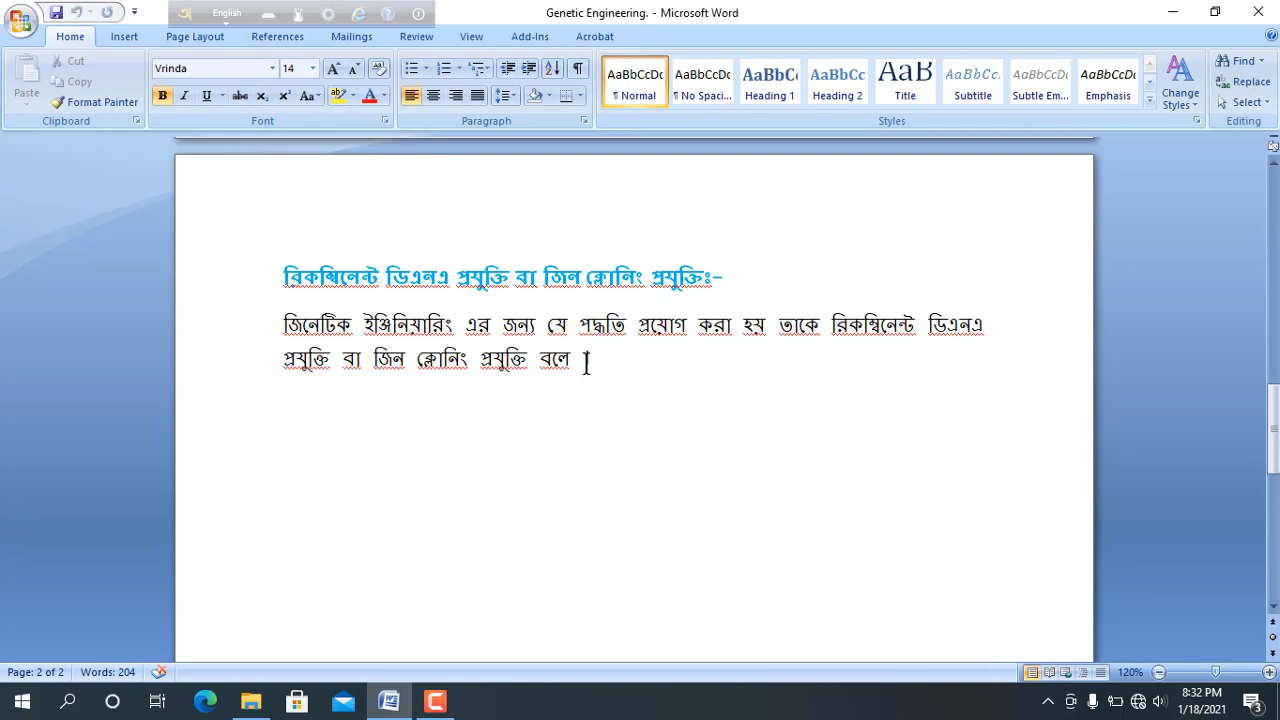 Genetic Engineering. - Microsoft Word
English
Home Insert Page Layout References Mailings Review View Add-Ins Acrobat
Cut
Copy
Paste
Format Painter
Clipboard
Vrinda 14
Font
Paragraph
AaBbCcDc AaBbCcDc AaBbCc AaBbCc AaB AaBbCc. AaBbCcDc AaBbCcDc
¶ Normal ¶ No Spaci... Heading 1 Heading 2 Title Subtitle Subtle Em... Emphasis
Change Styles
Styles
Find
Replace
Select
Editing
রিকম্বিনেন্ট ডিএনএ প্রযুক্তি বা জিন ক্লোনিং প্রযুক্তিঃ-
জিনেটিক ইঞ্জিনিয়ারিং এর জন্য যে পদ্ধতি প্রয়োগ করা হয় তাকে রিকম্বিনেন্ট ডিএনএ
প্রযুক্তি বা জিন ক্লোনিং প্রযুক্তি বলে
Page: 2 of 2 Words: 204 120%
8:32 PM
1/18/2021
3